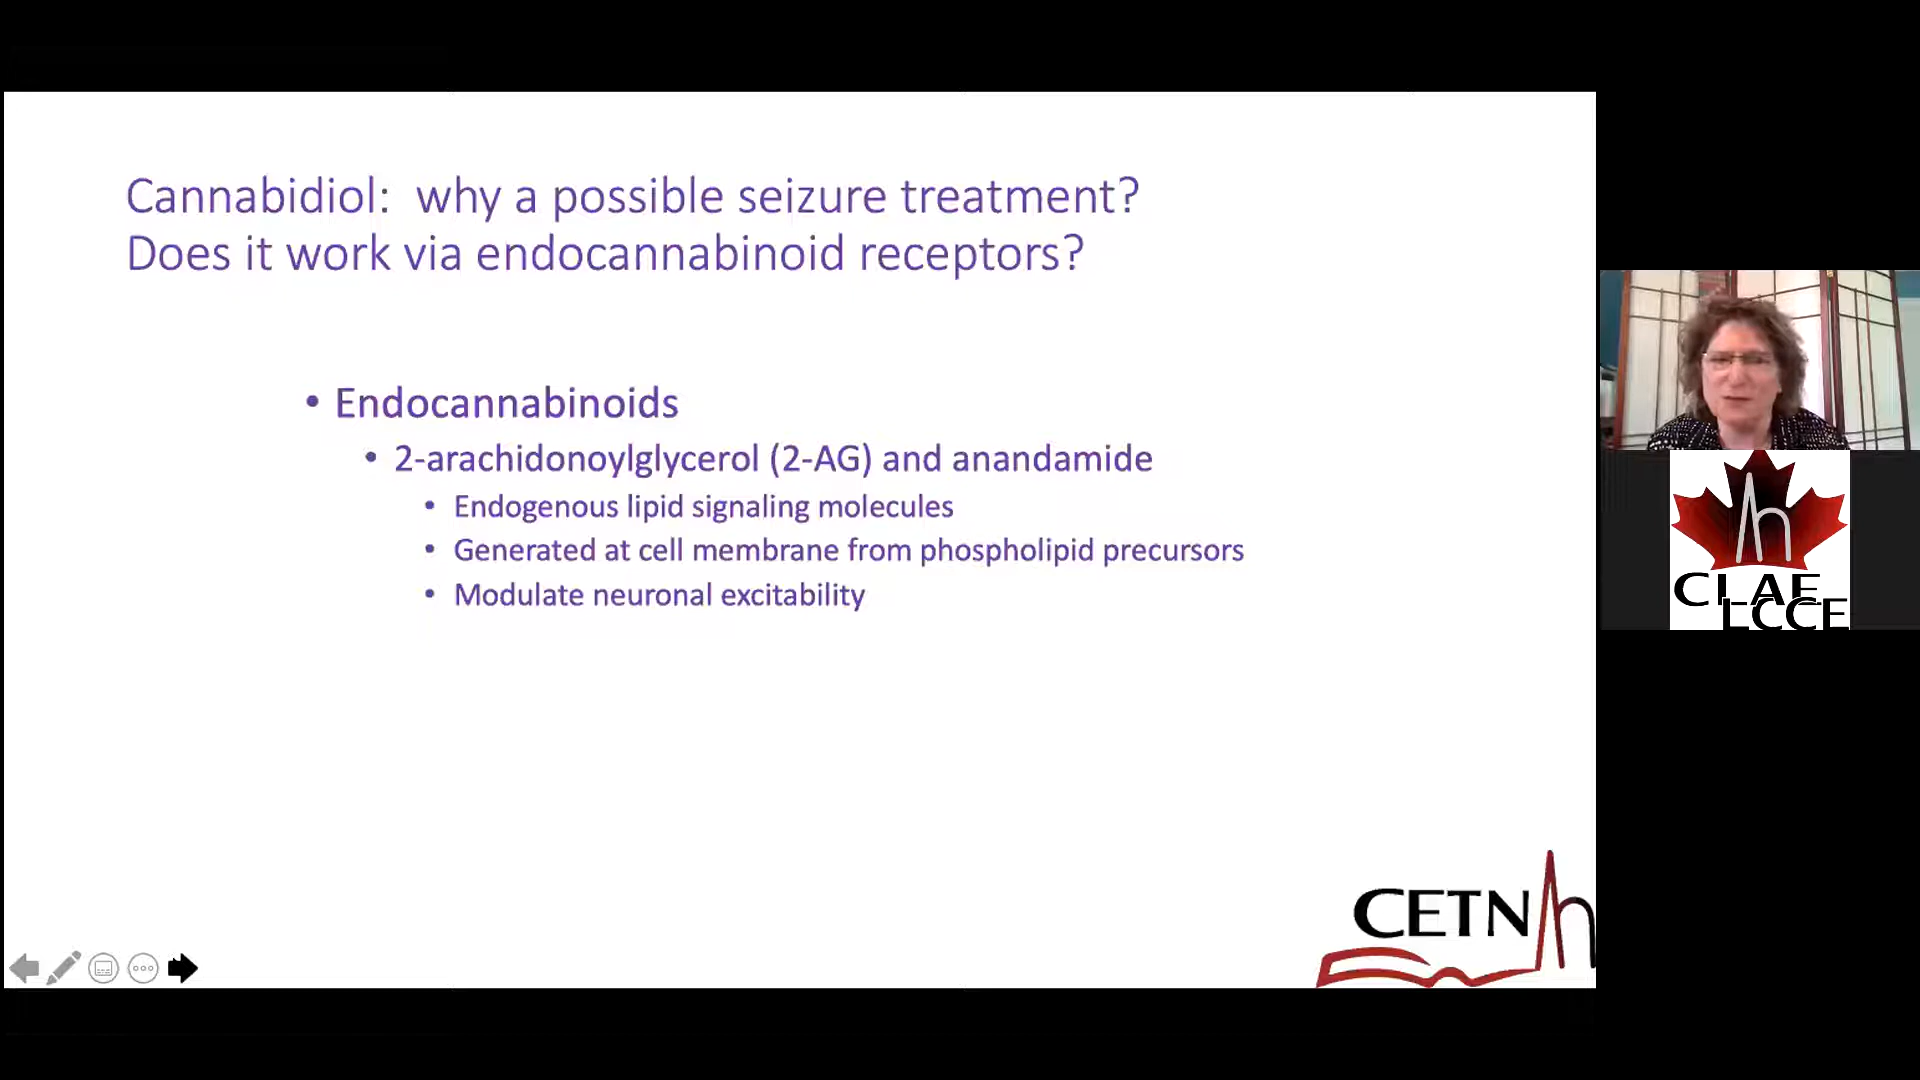 Cannabidiol: why a possible seizure treatment?
Does it work via endocannabinoid receptors?
• Endocannabinoids
• 2-arachidonoylglycerol (2-AG) and anandamide
• Endogenous lipid signaling molecules
• Generated at cell membrane from phospholipid precursors
• Modulate neuronal excitability
CLAE
LCCE
CETN